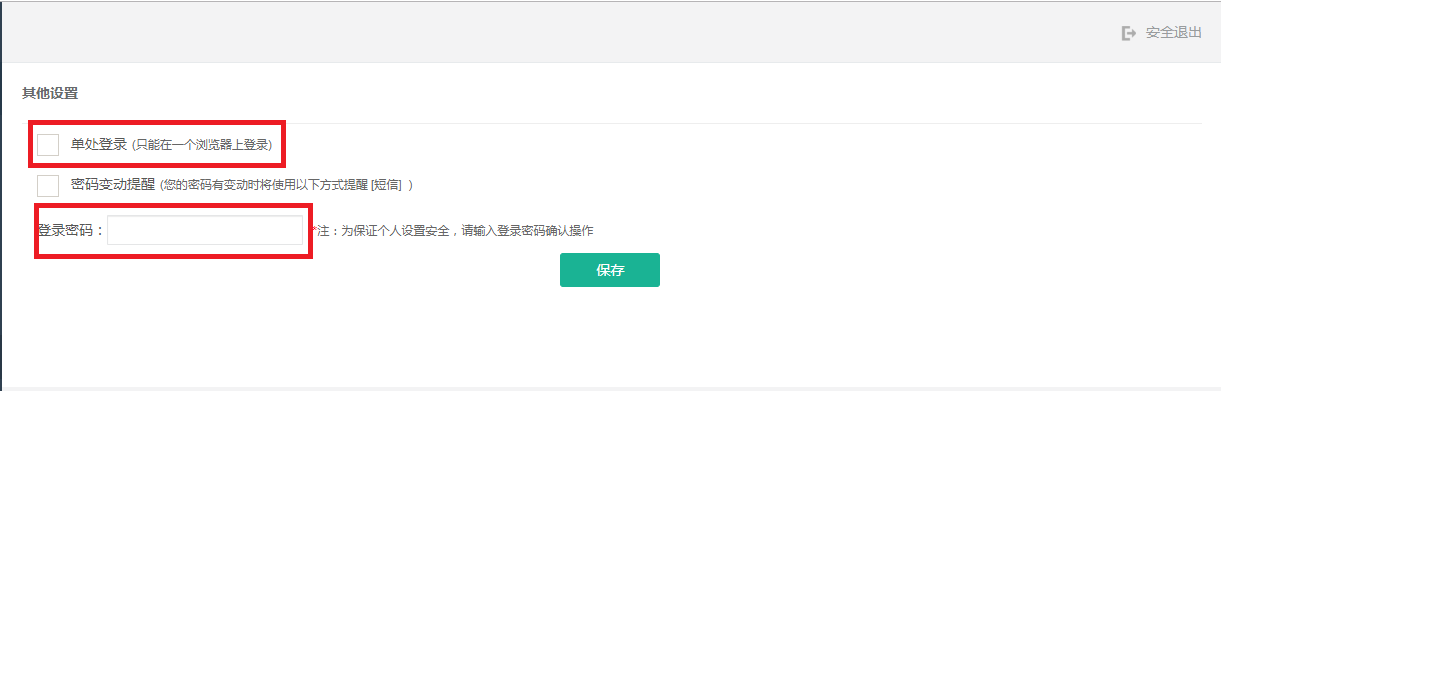 安全退出
其他设置
单处登录 (只能在一个浏览器上登录)
密码变动提醒 (您的密码有变动时将使用以下方式提醒 [短信] )
登录密码：*注：为保证个人设置安全，请输入登录密码确认操作
保存